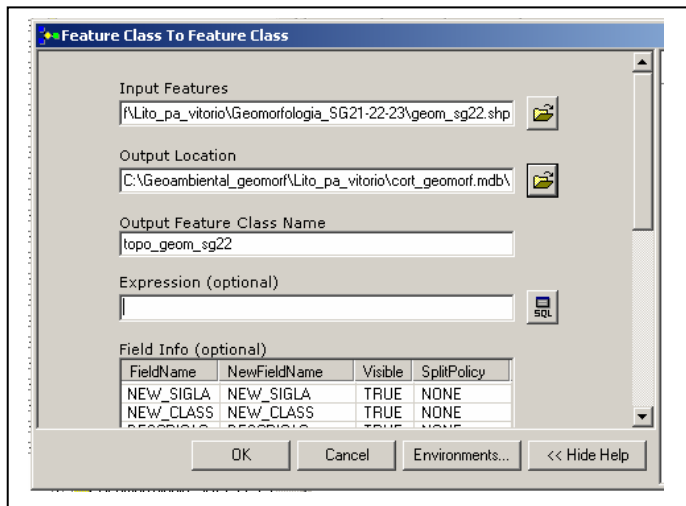 Feature Class To Feature Class
Input Features
f\Lito_pa_vitorio\Geomorfologia_SG21-22-23\geom_sg22.shp
Output Location
C:\Geoambiental_geomorf\Lito_pa_vitorio\cort_geomorf.mdb\
Output Feature Class Name
topo_geom_sg22
Expression (optional)
SQL
Field Info (optional)
FieldName NewFieldName Visible SplitPolicy
NEW_SIGLA NEW_SIGLA TRUE NONE
NEW_CLASS NEW_CLASS TRUE NONE
OK Cancel Environments... << Hide Help